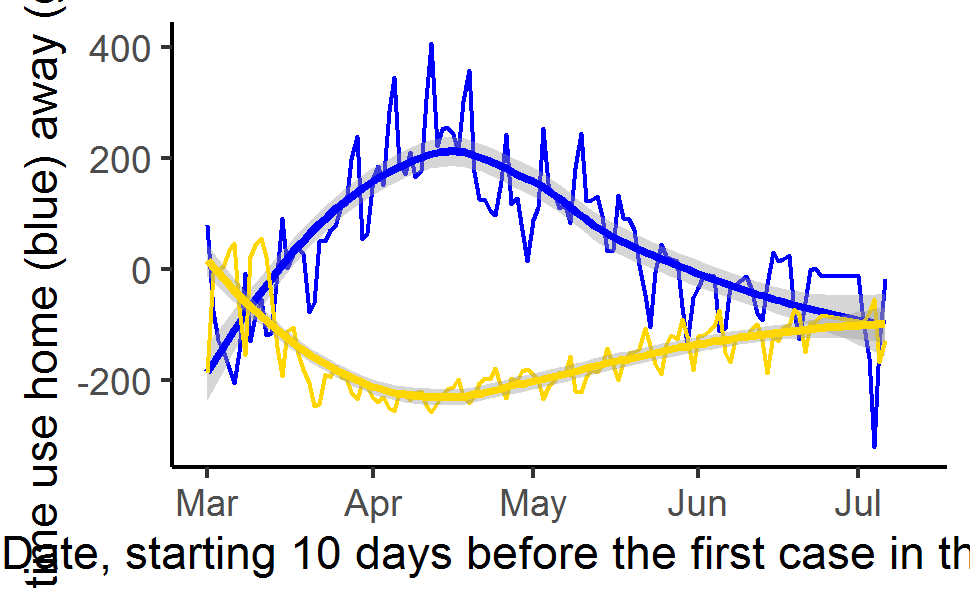 time use home (blue) away (
400
200
0
-200
Mar Apr May Jun Jul
Date, starting 10 days before the first case in th